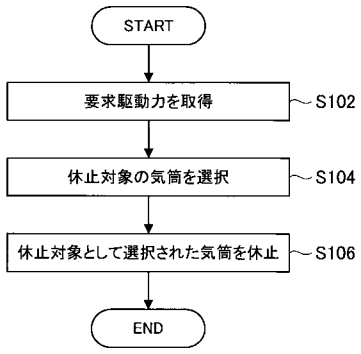 START
要求駆動力を取得
S102
休止対象の気筒を選択
S104
休止対象として選択された気筒を休止
S106
END